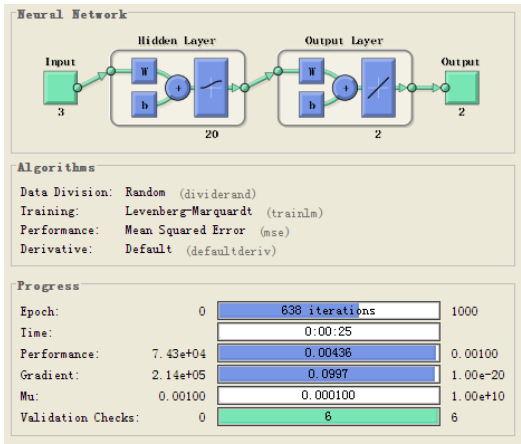 Neural Network
Hidden Layer Output Layer
Input Output
W W
+ +
b b
3 20 2 2
Algorithms
Data Division: Random (dividerand)
Training: Levenberg-Marquardt (trainlm)
Performance: Mean Squared Error (mse)
Derivative: Default (defaultderiv)
Progress
Epoch: 0 638 iterations 1000
Time: 0:00:25
Performance: 7.43e+04 0.00436 0.00100
Gradient: 2.14e+05 0.0997 1.00e-20
Mu: 0.00100 0.000100 1.00e+10
Validation Checks: 0 6 6